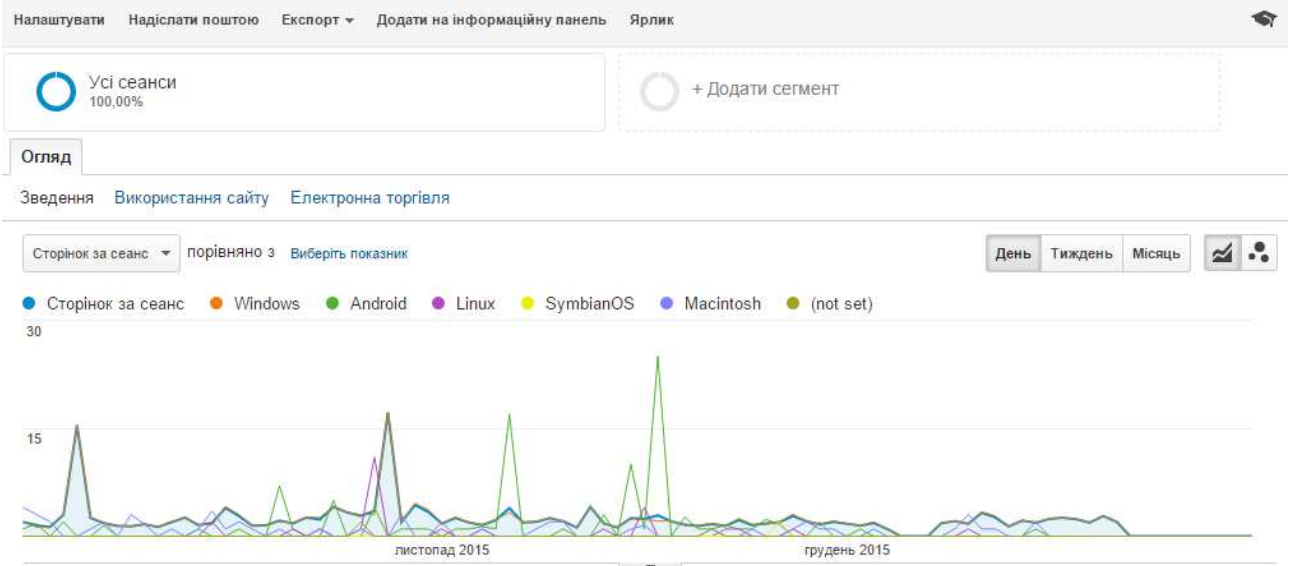 Налаштувати Надіслати поштою Експорт Додати на інформаційну панель Ярлик
Усі сеанси
100,00%
+ Додати сегмент
Огляд
Зведення Використання сайту Електронна торгівля
Сторінок за сеанс порівняно з Виберіть показник День Тиждень Місяць
Сторінок за сеанс Windows Android Linux SymbianOS Macintosh (not set)
30
15
листопад 2015 грудень 2015